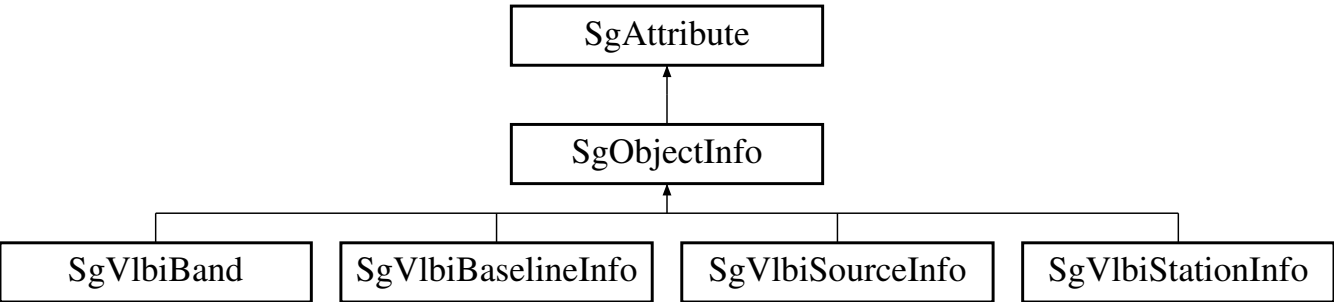 SgAttribute
SgObjectInfo
SgVlbiBand
SgVlbiBaselineInfo
SgVlbiSourceInfo
SgVlbiStationInfo